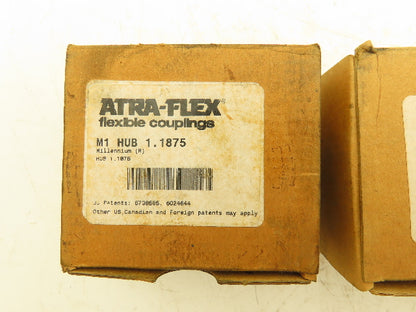 ATRA-FLEX
flexible couplings
M1 HUB 1.1875
Millennium (M)
HUB 1.1875
US Patents: 5738585, 6024644
Other US,Canadian and Foreign patents may apply